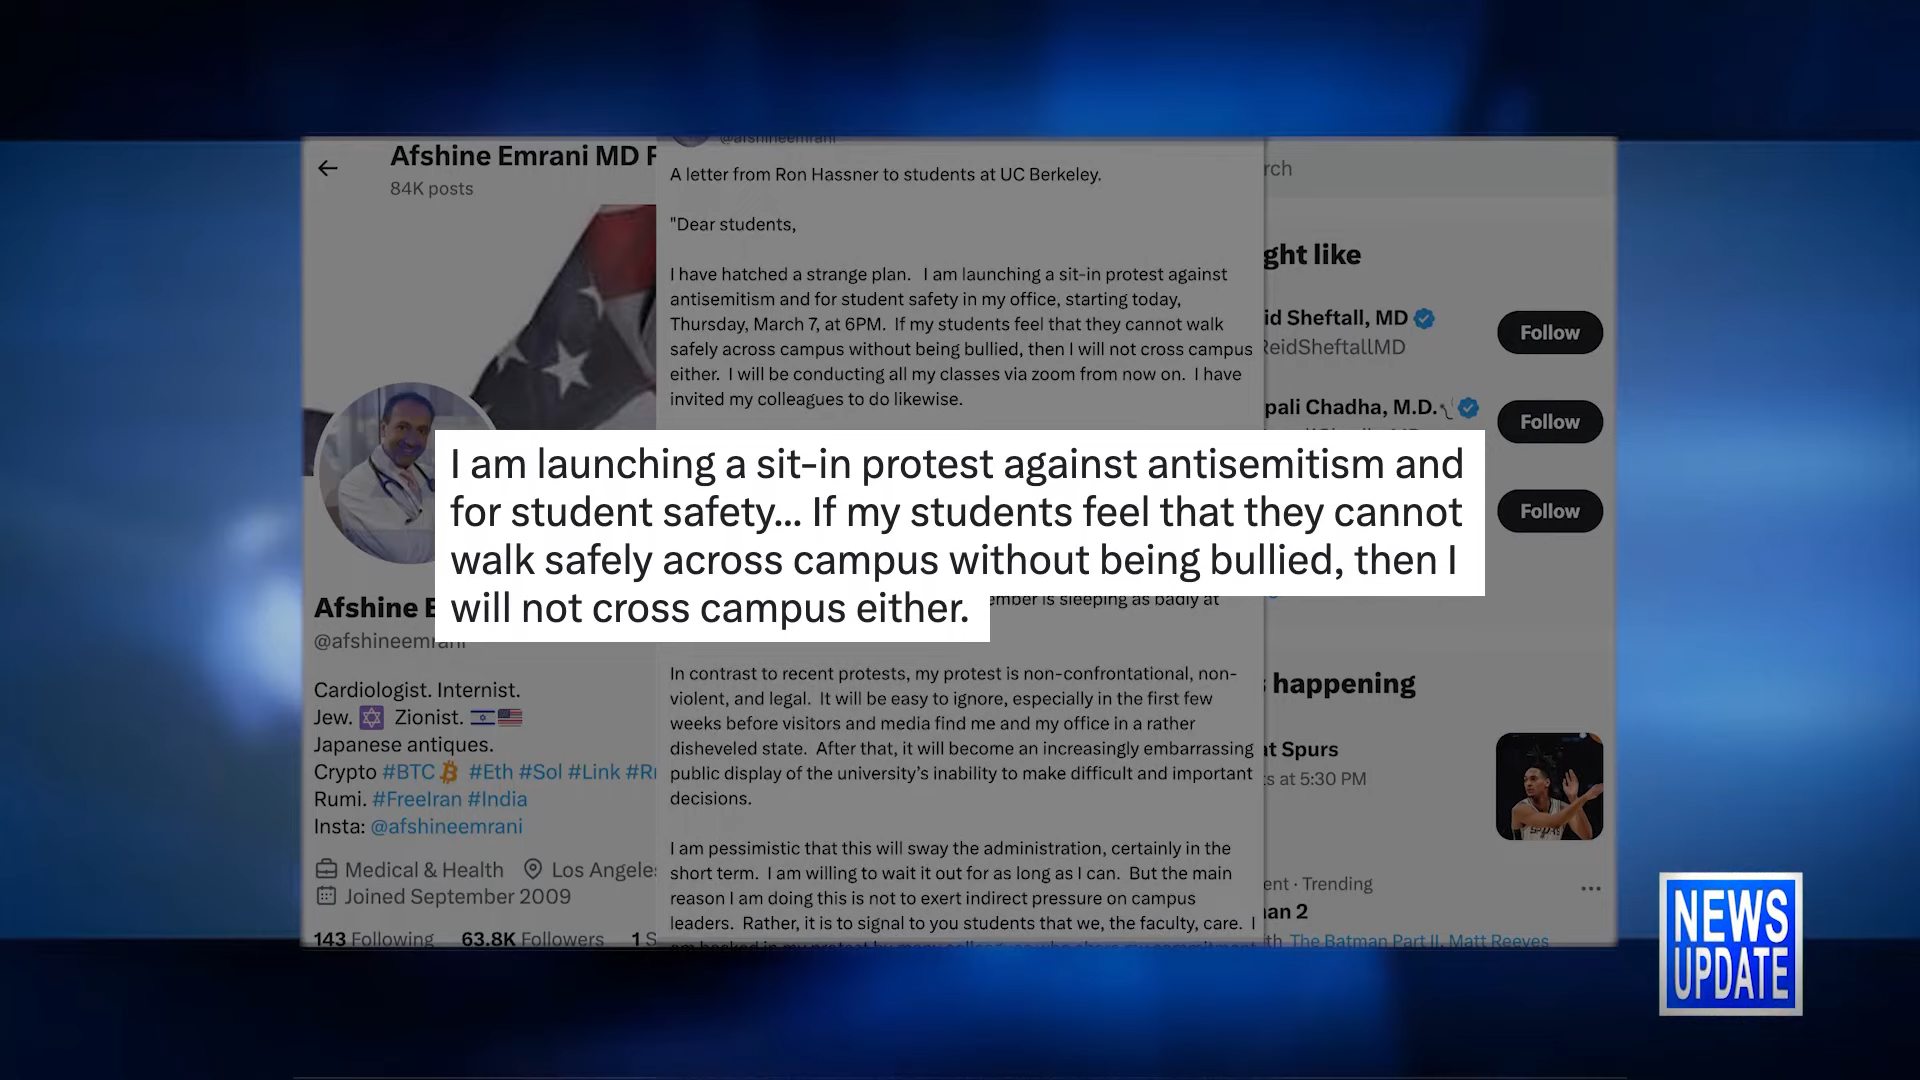 Afshine Emrani MD
84K posts
@afshineemrani
A letter from Ron Hassner to students at UC Berkeley.
"Dear students,
I have hatched a strange plan. I am launching a sit-in protest against
antisemitism and for student safety in my office, starting today,
Thursday, March 7, at 6PM. If my students feel that they cannot walk
safely across campus without being bullied, then I will not cross campus
either. I will be conducting all my classes via zoom from now on. I have
invited my colleagues to do likewise.
I am launching a sit-in protest against antisemitism and
for student safety... If my students feel that they cannot
walk safely across campus without being bullied, then I
will not cross campus either.
ember is sleeping as badly at
In contrast to recent protests, my protest is non-confrontational, non-
violent, and legal. It will be easy to ignore, especially in the first few
weeks before visitors and media find me and my office in a rather
disheveled state. After that, it will become an increasingly embarrassing
public display of the university's inability to make difficult and important
decisions.
I am pessimistic that this will sway the administration, certainly in the
short term. I am willing to wait it out for as long as I can. But the main
reason I am doing this is not to exert indirect pressure on campus
leaders. Rather, it is to signal to you students that we, the faculty, care. I
Afshine E
@afshineemrani
Cardiologist. Internist.
Jew. Zionist.
Japanese antiques.
Crypto #BTC #Eth #Sol #Link
Rumi. #FreeIran #India
Insta: @afshineemrani
Medical & Health Los Angeles
Joined September 2009
143 Following 63.8K Followers 1 S
rch
ght like
id Sheftall, MD
ReidSheftallMD
Follow
pali Chadha, M.D.
Follow
Follow
happening
at Spurs
s at 5:30 PM
ent · Trending
an 2
th The Batman Part II, Matt Reeves
NEWS
UPDATE